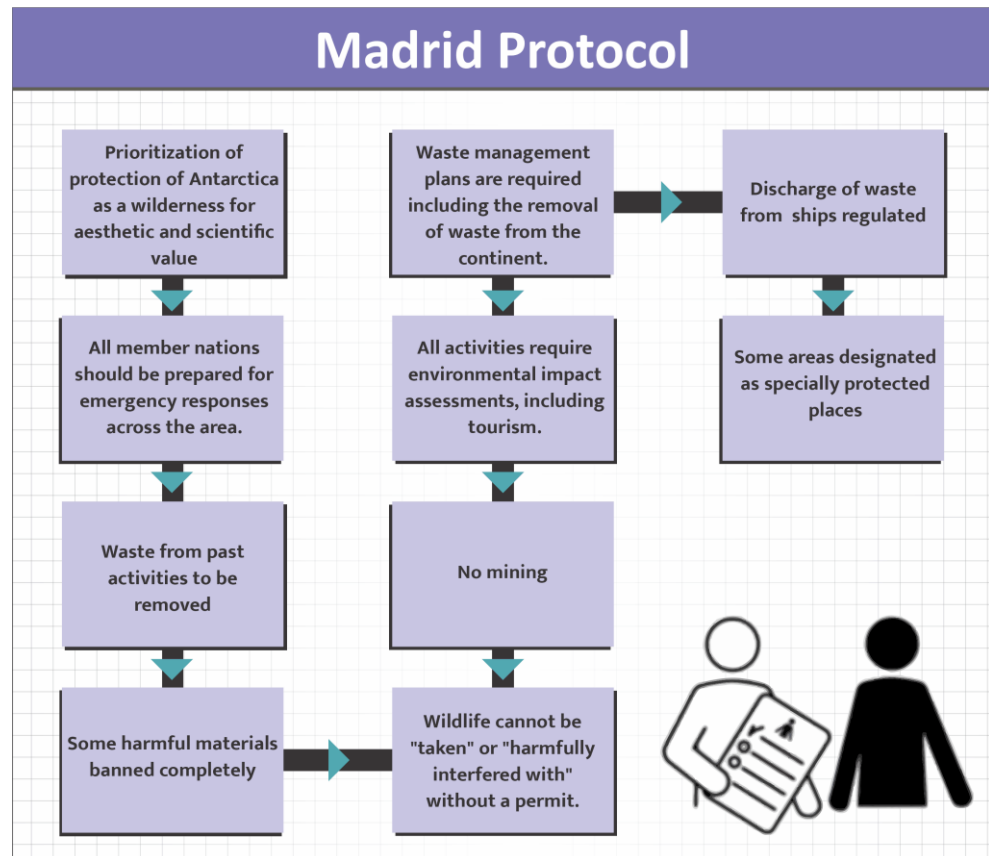 Madrid Protocol
Prioritization of
protection of Antarctica
as a wilderness for
aesthetic and scientific
value
All member nations
should be prepared for
emergency responses
across the area.
Waste from past
activities to be
removed
Some harmful materials
banned completely
Waste management
plans are required
including the removal
of waste from the
continent.
All activities require
environmental impact
assessments, including
tourism.
No mining
Wildlife cannot be
"taken" or "harmfully
interfered with"
without a permit.
Discharge of waste
from ships regulated
Some areas designated
as specially protected
places